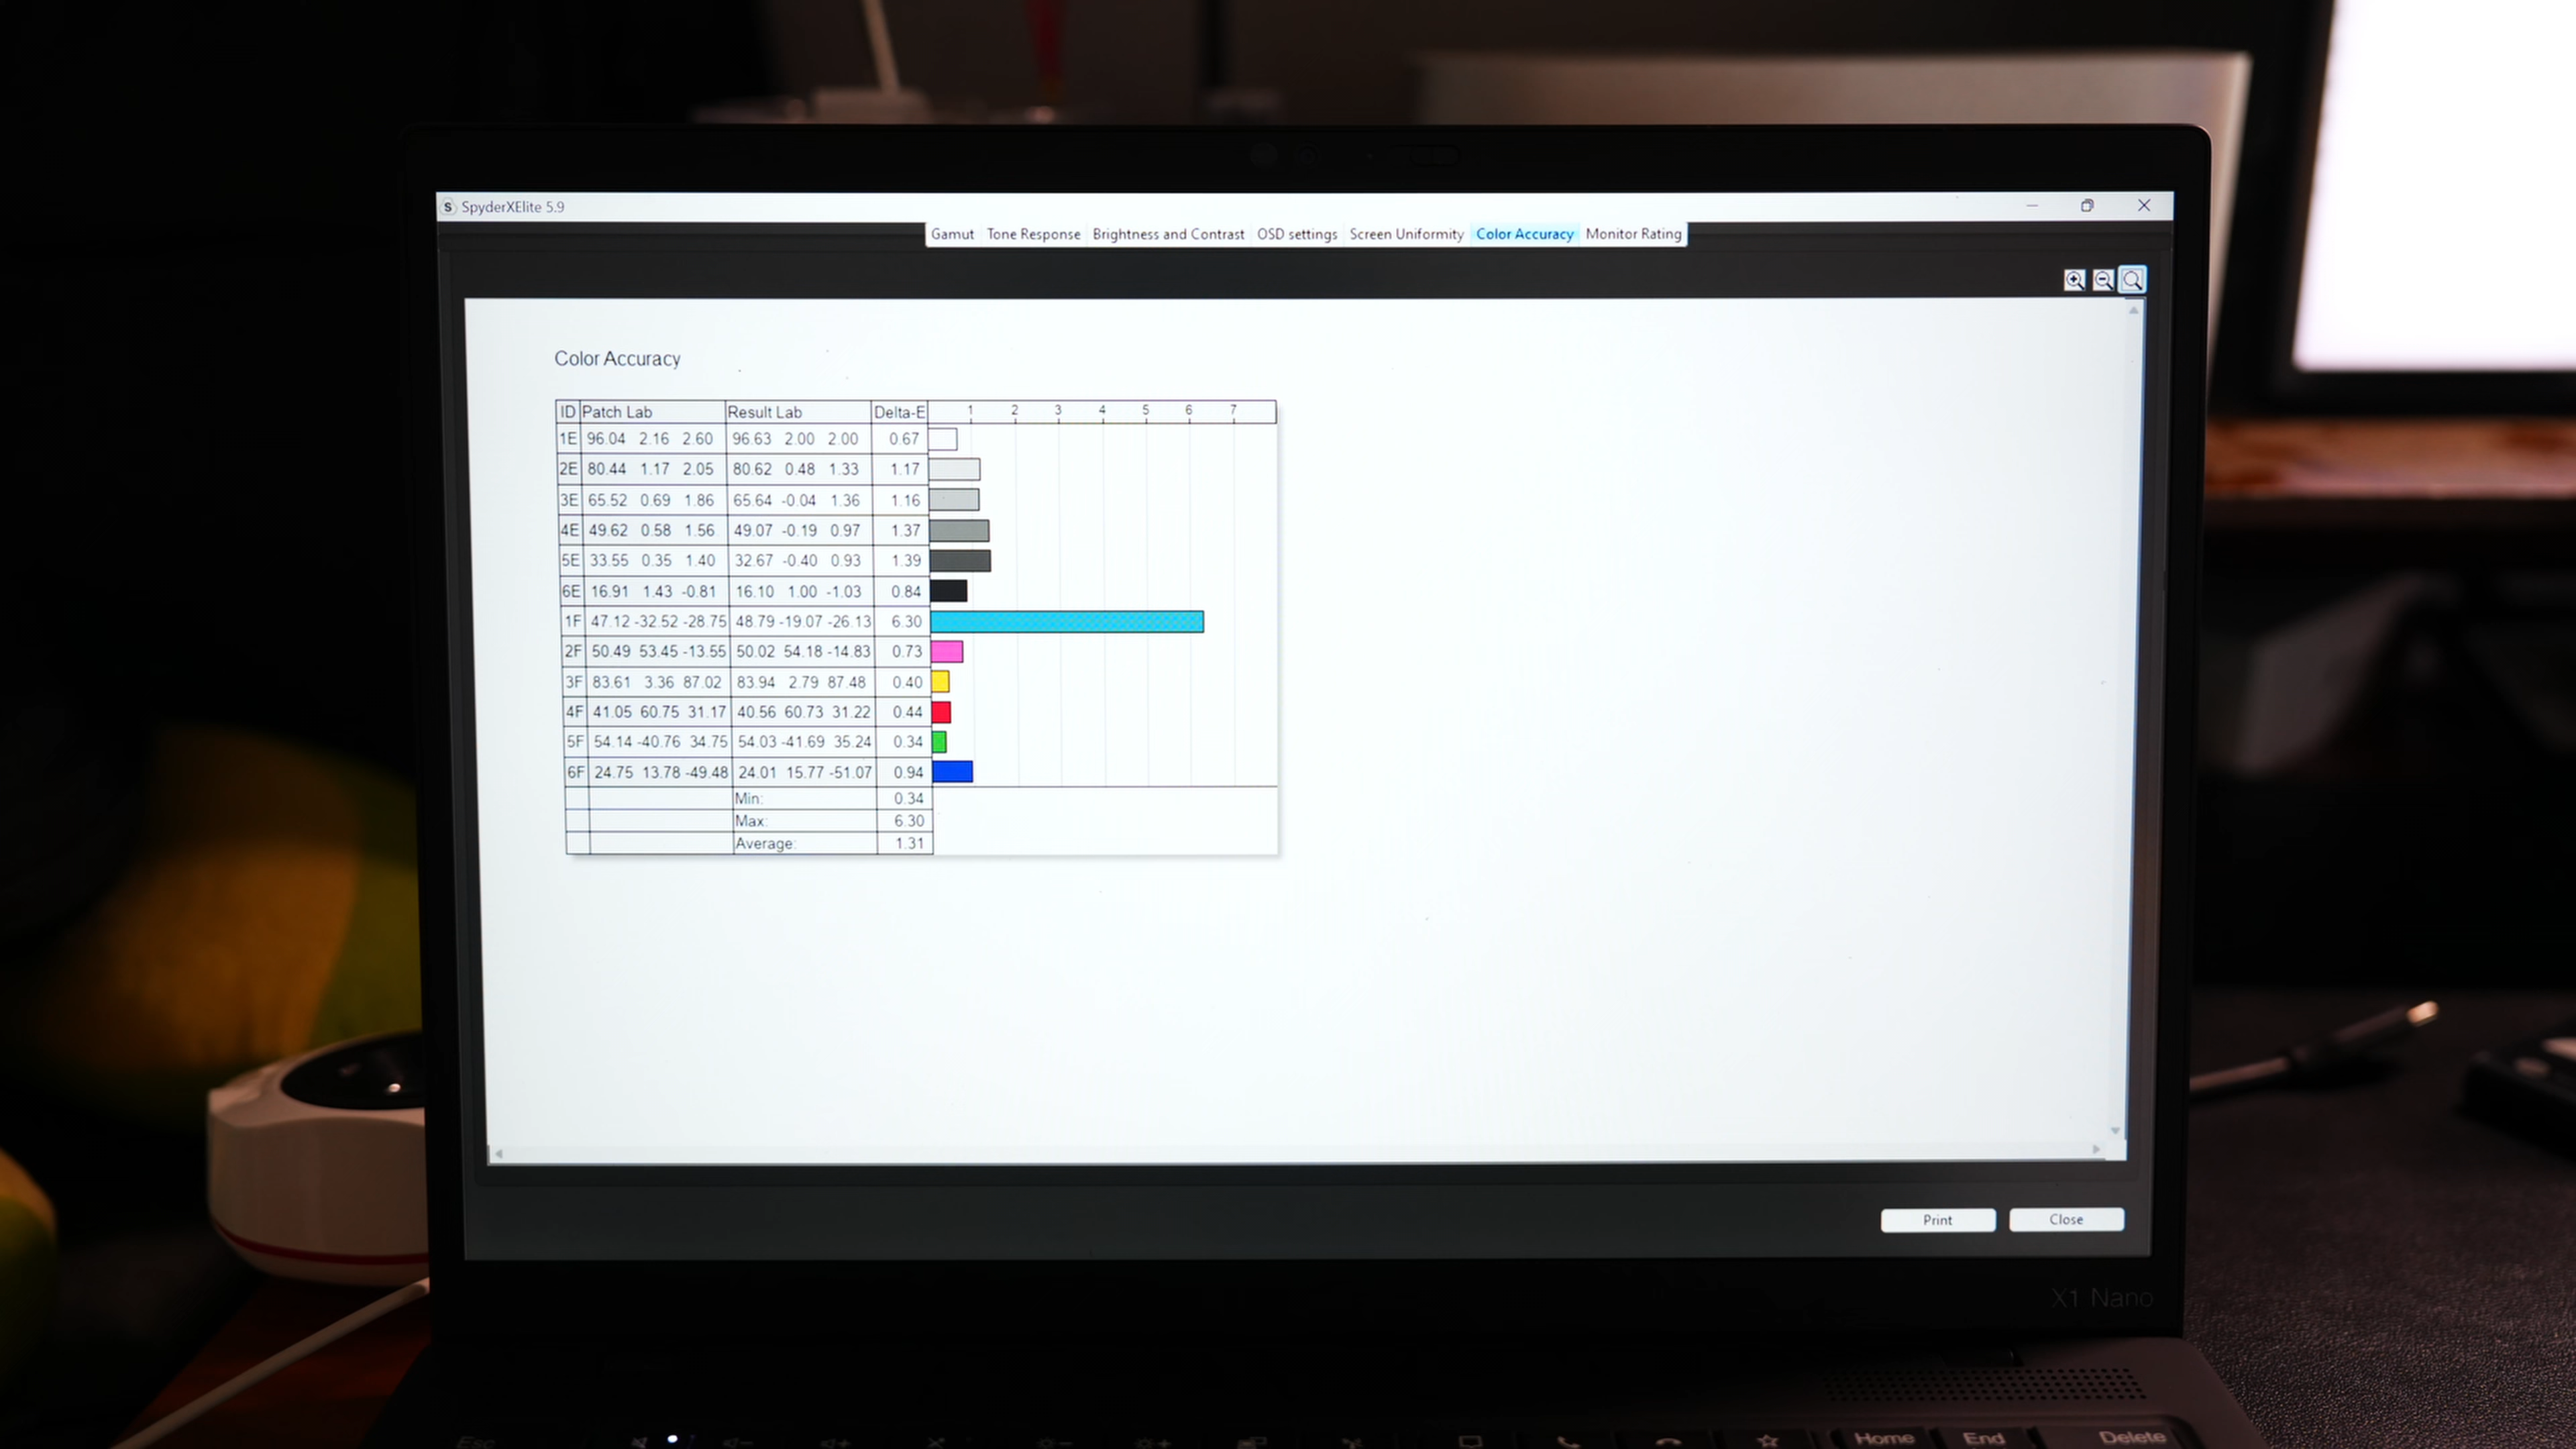 SpyderXElite 5.9
Gamut Tone Response Brightness and Contrast OSD settings Screen Uniformity Color Accuracy Monitor Rating
Color Accuracy
ID Patch Lab Result Lab Delta-E 1 2 3 4 5 6 7
1E 96.04 2.16 2.60 96.63 2.00 2.00 0.67
2E 80.44 1.17 2.05 80.62 0.48 1.33 1.17
3E 65.52 0.69 1.86 65.64 -0.04 1.36 1.16
4E 49.62 0.58 1.56 49.07 -0.19 0.97 1.37
5E 33.55 0.35 1.40 32.67 -0.40 0.93 1.39
6E 16.91 1.43 -0.81 16.10 1.00 -1.03 0.84
1F 47.12 -32.52 -28.75 48.79 -19.07 -26.13 6.30
2F 50.49 53.45 -13.55 50.02 54.18 -14.83 0.73
3F 83.61 3.36 87.02 83.94 2.79 87.48 0.40
4F 41.05 60.75 31.17 40.56 60.73 31.22 0.44
5F 54.14 -40.76 34.75 54.03 -41.69 35.24 0.34
6F 24.75 13.78 -49.48 24.01 15.77 -51.07 0.94
Min: 0.34
Max: 6.30
Average: 1.31
Print Close
X1 Nano
Esc Home End Delete